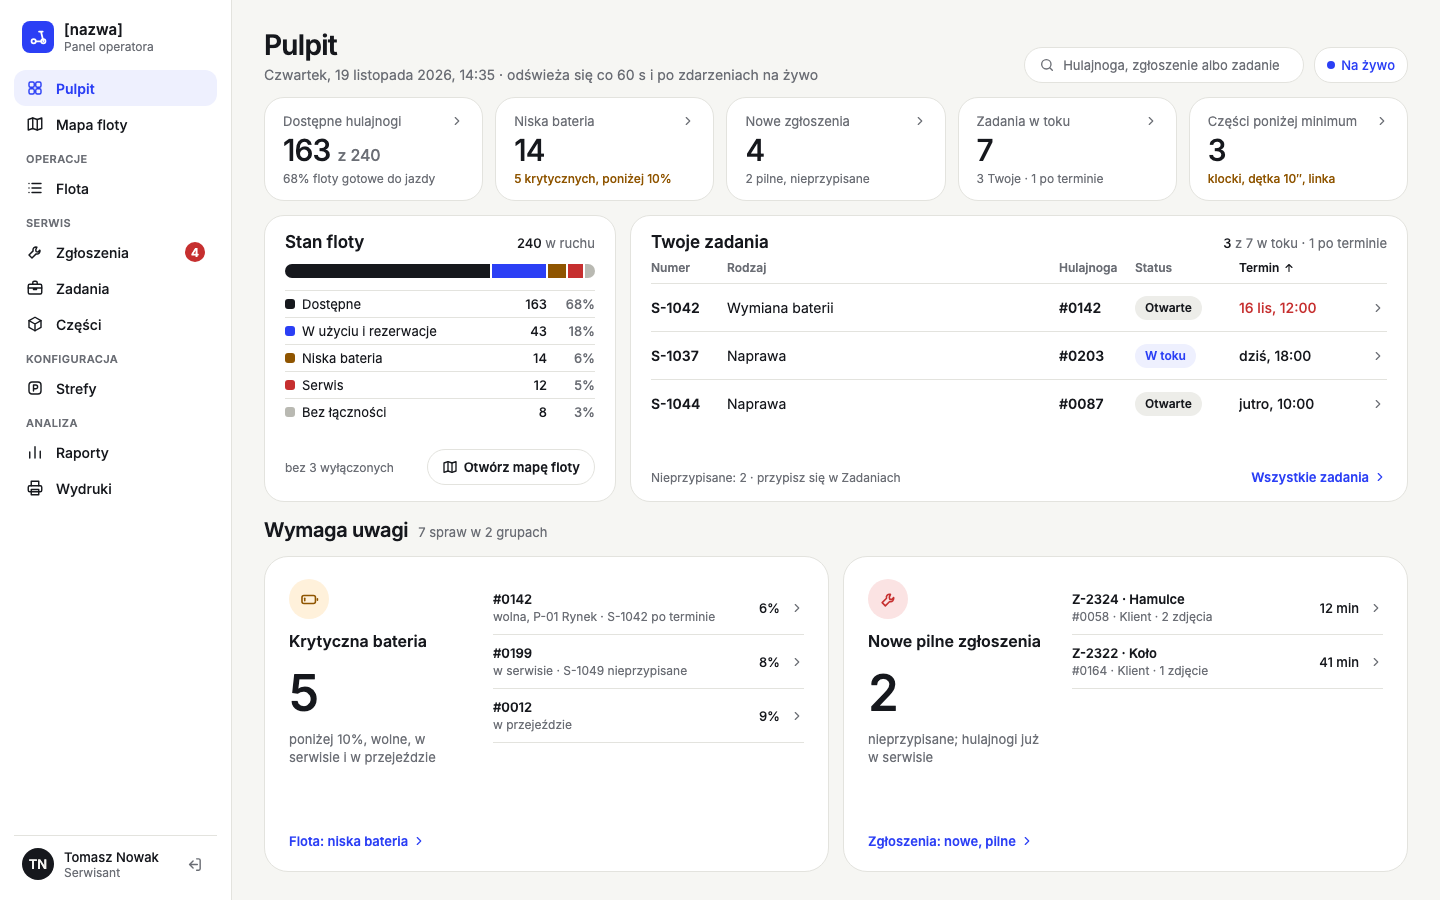 [nazwa]
Panel operatora
Pulpit
Mapa floty
OPERACJE
Flota
SERWIS
Zgłoszenia 4
Zadania
Części
KONFIGURACJA
Strefy
ANALIZA
Raporty
Wydruki
TN
Tomasz Nowak
Serwisant
Pulpit
Czwartek, 19 listopada 2026, 14:35 · odświeża się co 60 s i po zdarzeniach na żywo
Hulajnoga, zgłoszenie albo zadanie
Na żywo
Dostępne hulajnogi
163 z 240
68% floty gotowe do jazdy
Niska bateria
14
5 krytycznych, poniżej 10%
Nowe zgłoszenia
4
2 pilne, nieprzypisane
Zadania w toku
7
3 Twoje · 1 po terminie
Części poniżej minimum
3
klocki, dętka 10″, linka
Stan floty 240 w ruchu
Dostępne 163 68%
W użyciu i rezerwacje 43 18%
Niska bateria 14 6%
Serwis 12 5%
Bez łączności 8 3%
bez 3 wyłączonych
Otwórz mapę floty
Twoje zadania 3 z 7 w toku · 1 po terminie
Numer Rodzaj Hulajnoga Status Termin ↑
S-1042 Wymiana baterii #0142 Otwarte 16 lis, 12:00
S-1037 Naprawa #0203 W toku dziś, 18:00
S-1044 Naprawa #0087 Otwarte jutro, 10:00
Nieprzypisane: 2 · przypisz się w Zadaniach
Wszystkie zadania
Wymaga uwagi 7 spraw w 2 grupach
Krytyczna bateria
5
poniżej 10%, wolne, w
serwisie i w przejeździe
#0142
wolna, P-01 Rynek · S-1042 po terminie
6%
#0199
w serwisie · S-1049 nieprzypisane
8%
#0012
w przejeździe
9%
Flota: niska bateria
Nowe pilne zgłoszenia
2
nieprzypisane; hulajnogi już
w serwisie
Z-2324 · Hamulce
#0058 · Klient · 2 zdjęcia
12 min
Z-2322 · Koło
#0164 · Klient · 1 zdjęcie
41 min
Zgłoszenia: nowe, pilne